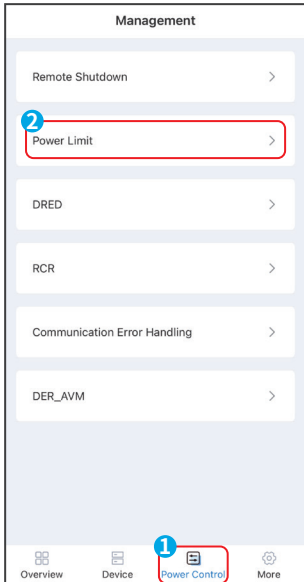 Management
Remote Shutdown
2
Power Limit
DRED
RCR
Communication Error Handling
DER_AVM
1
Overview Device Power Control More